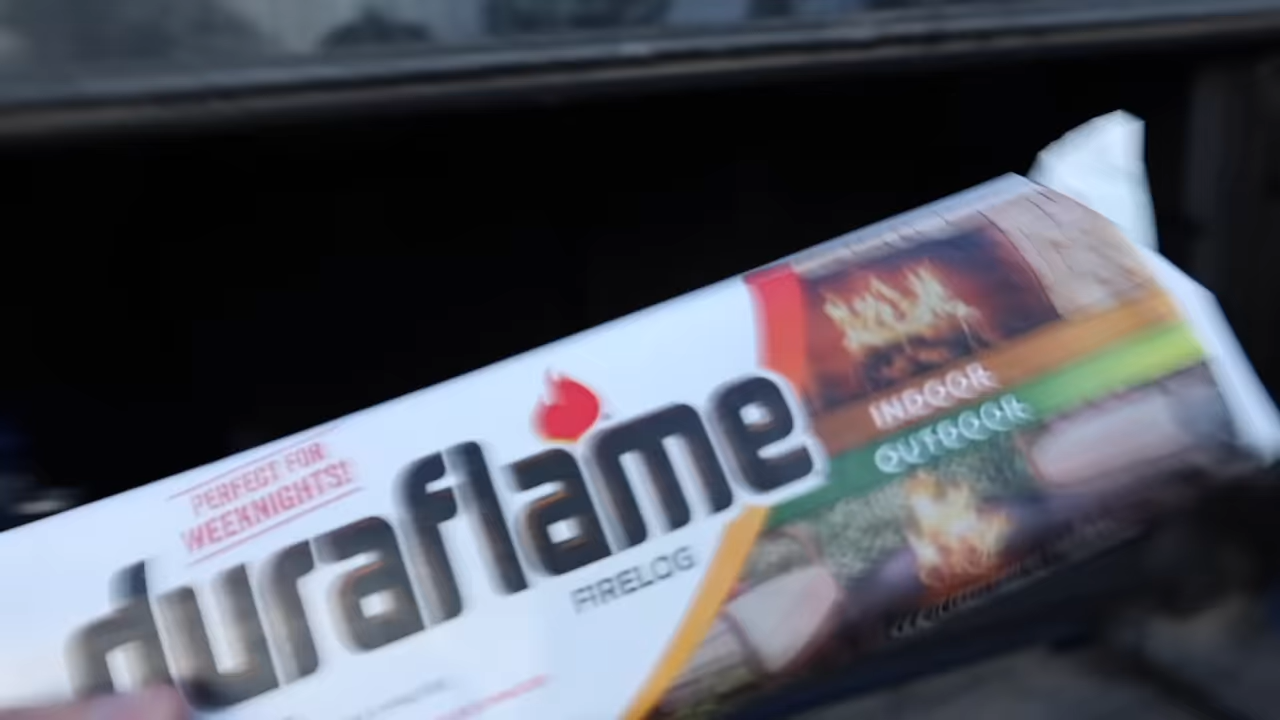 PERFECT FOR
WEEKNIGHTS!
duraflame
FIRELOG
INDOOR
OUTDOOR